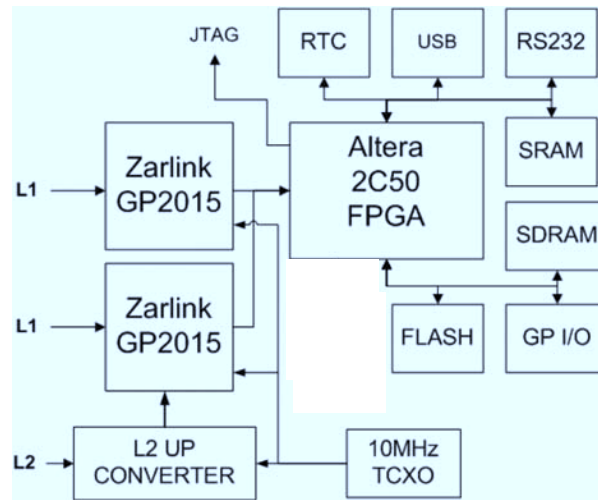 JTAG
RTC
USB
RS232
Zarlink
GP2015
Altera
2C50
FPGA
SRAM
L1
SDRAM
Zarlink
GP2015
L1
FLASH
GP I/O
L2 UP
CONVERTER
L2
10MHz
TCXO